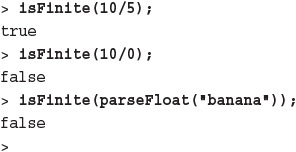 > isFinite(10/5);
true
> isFinite(10/0);
false
> isFinite(parseFloat("banana"));
false
>